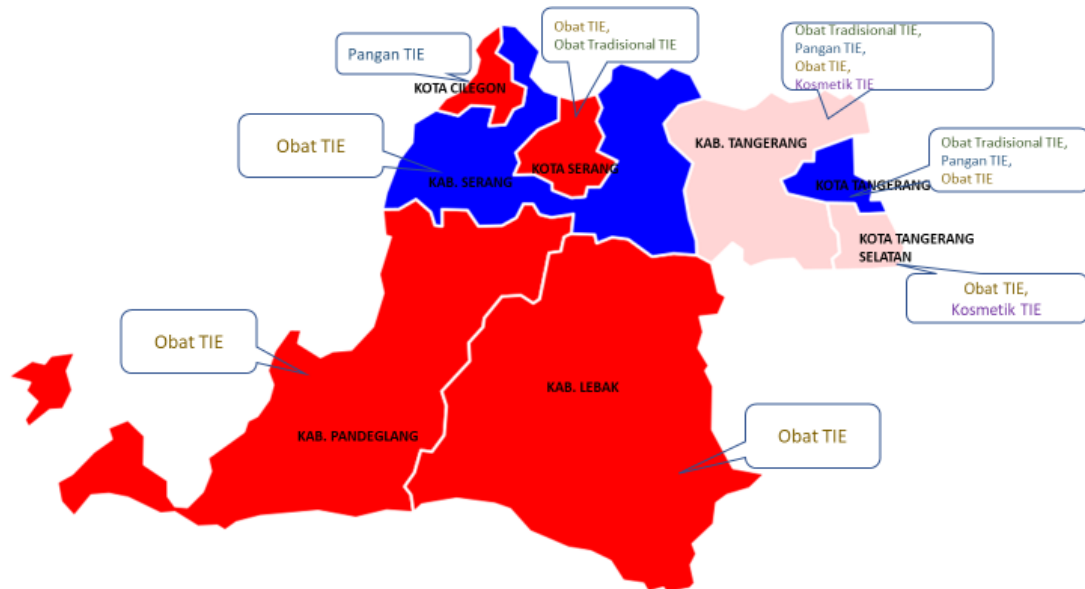 Obat TIE,
Obat Tradisional TIE
Obat Tradisional TIE,
Pangan TIE,
Obat TIE,
Kosmetik TIE
Pangan TIE
KOTA CILEGON
Obat TIE
KAB. SERANG
KOTA SERANG
KAB. TANGERANG
Obat Tradisional TIE,
Pangan TIE,
Obat TIE
KOTA TANGERANG
KOTA TANGERANG
SELATAN
Obat TIE,
Kosmetik TIE
Obat TIE
KAB. LEBAK
KAB. PANDEGLANG
Obat TIE